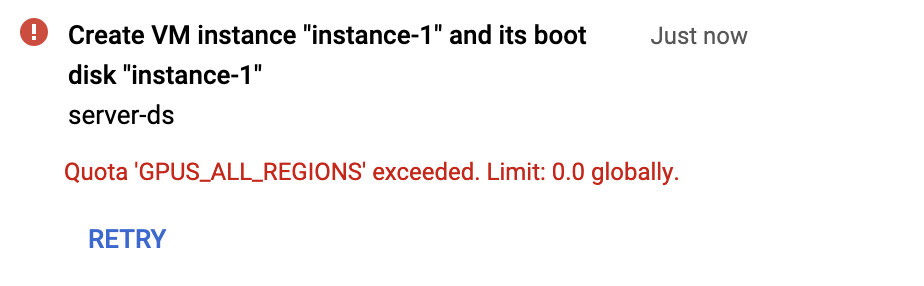 Create VM instance "instance-1" and its boot Just now
disk "instance-1"
server-ds
Quota 'GPUS_ALL_REGIONS' exceeded. Limit: 0.0 globally.
RETRY